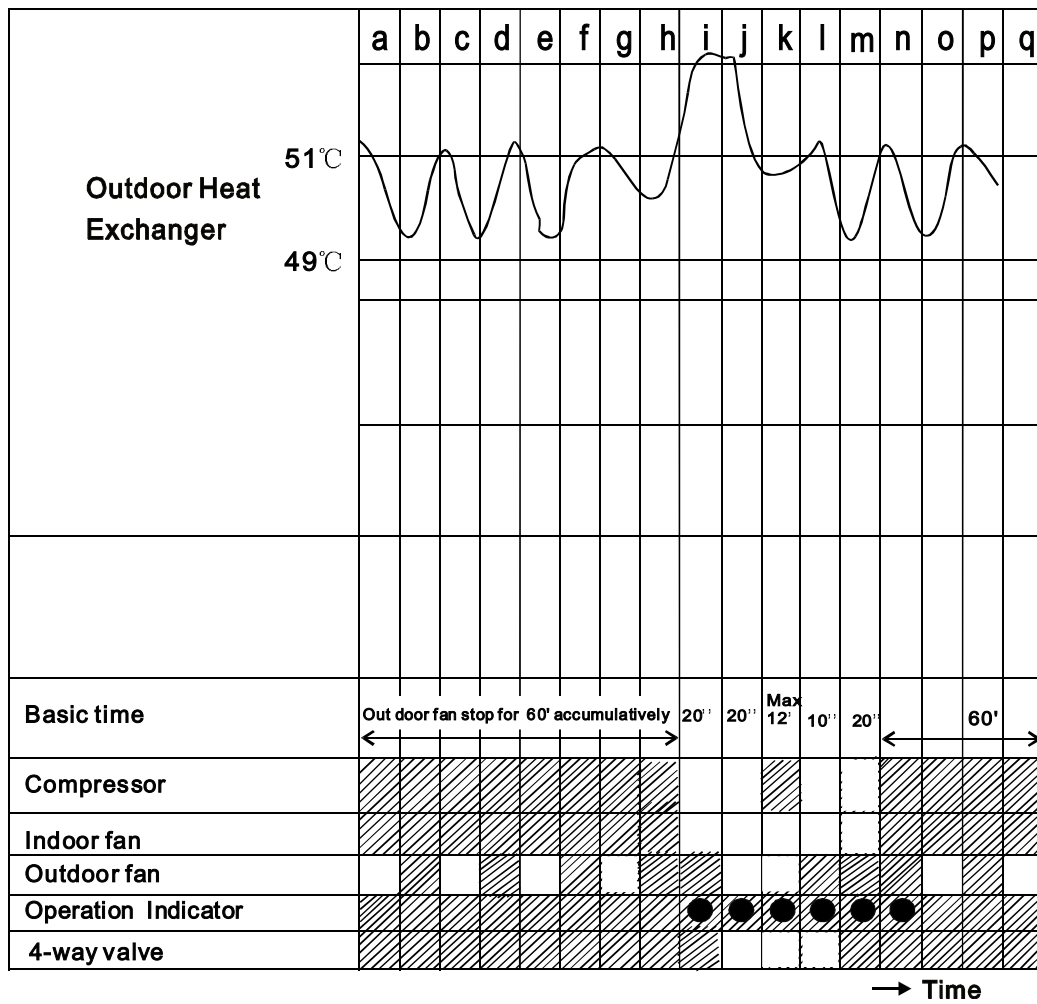 a b c d e f g h i j k l m n o p q
51℃
Outdoor Heat
Exchanger
49℃
Basic time
Out door fan stop for 60' accumulatively 20'' 20'' Max 12' 10'' 20'' 60'
Compressor
Indoor fan
Outdoor fan
Operation Indicator
4-way valve
→ Time